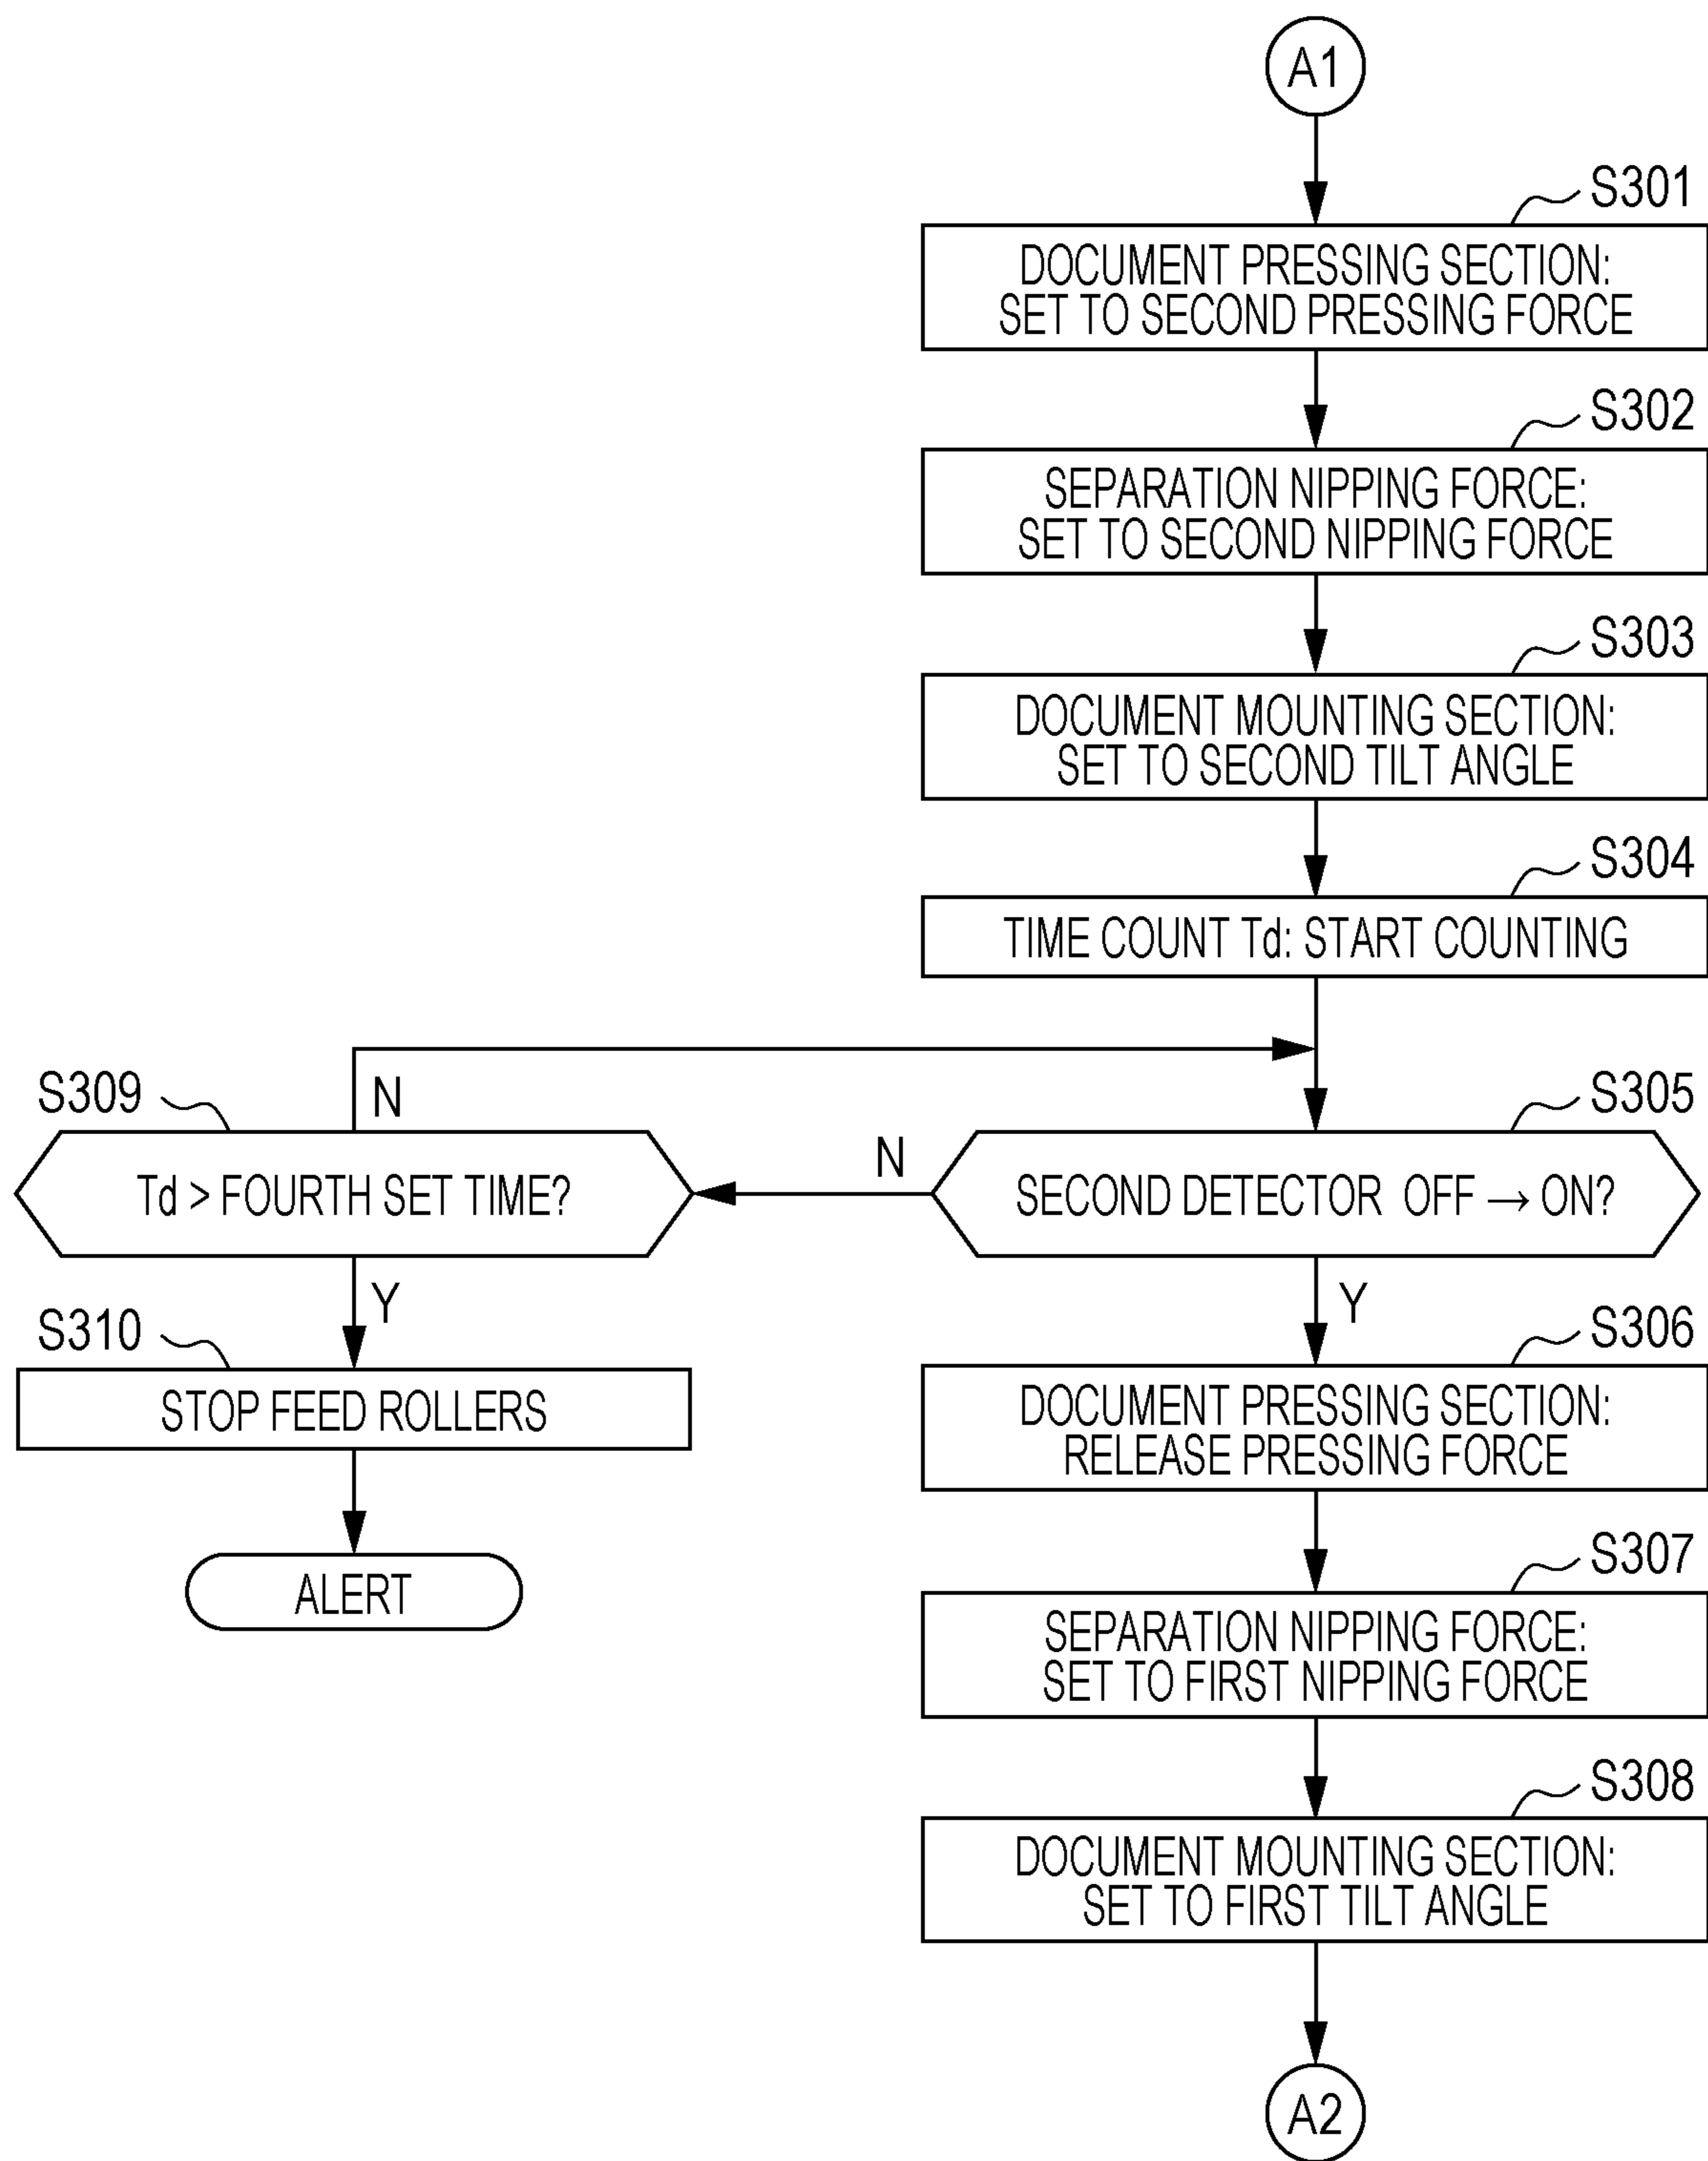 A1
S301
DOCUMENT PRESSING SECTION:
SET TO SECOND PRESSING FORCE
S302
SEPARATION NIPPING FORCE:
SET TO SECOND NIPPING FORCE
S303
DOCUMENT MOUNTING SECTION:
SET TO SECOND TILT ANGLE
S304
TIME COUNT Td: START COUNTING
S309
N
S305
Td > FOURTH SET TIME?
N
SECOND DETECTOR OFF → ON?
Y
Y
S310
STOP FEED ROLLERS
S306
DOCUMENT PRESSING SECTION:
RELEASE PRESSING FORCE
ALERT
S307
SEPARATION NIPPING FORCE:
SET TO FIRST NIPPING FORCE
S308
DOCUMENT MOUNTING SECTION:
SET TO FIRST TILT ANGLE
A2